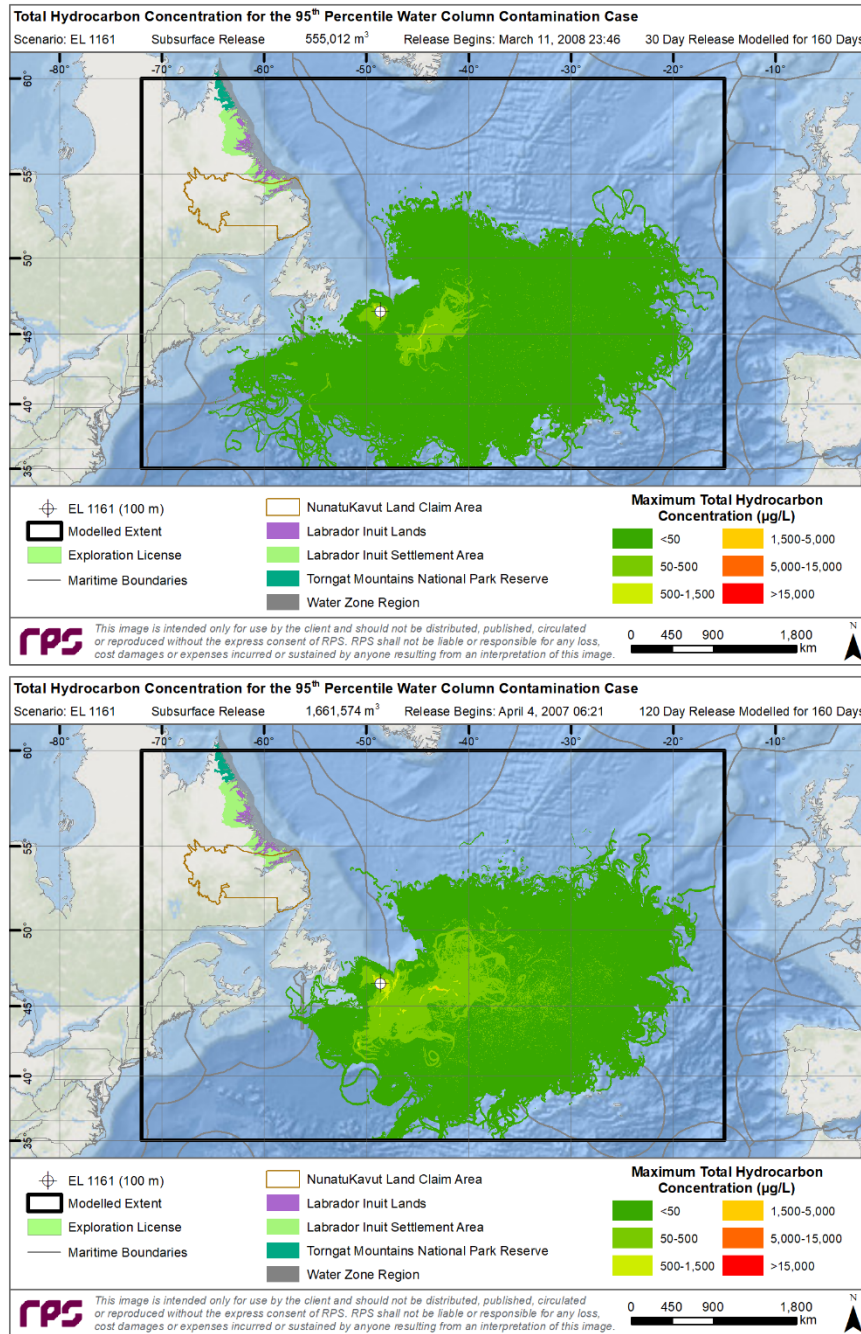 Total Hydrocarbon Concentration for the 95th Percentile Water Column Contamination Case
Scenario: EL 1161 Subsurface Release 555,012 m³ Release Begins: March 11, 2008 23:46 30 Day Release Modelled for 160 Days
-80° -70° -60° -50° -40° -30° -20° -10°
60°
55°
50°
45°
40°
35°
EL 1161 (100 m)
Modelled Extent
Exploration License
Maritime Boundaries
NunatuKavut Land Claim Area
Labrador Inuit Lands
Labrador Inuit Settlement Area
Torngat Mountains National Park Reserve
Water Zone Region
Maximum Total Hydrocarbon
Concentration (µg/L)
<50 1,500-5,000
50-500 5,000-15,000
500-1,500 >15,000
rps
This image is intended only for use by the client and should not be distributed, published, circulated
or reproduced without the express consent of RPS. RPS shall not be liable or responsible for any loss,
cost damages or expenses incurred or sustained by anyone resulting from an interpretation of this image.
0 450 900 1,800
km
N
Total Hydrocarbon Concentration for the 95th Percentile Water Column Contamination Case
Scenario: EL 1161 Subsurface Release 1,661,574 m³ Release Begins: April 4, 2007 06:21 120 Day Release Modelled for 160 Days
-80° -70° -60° -50° -40° -30° -20° -10°
60°
55°
50°
45°
40°
35°
EL 1161 (100 m)
Modelled Extent
Exploration License
Maritime Boundaries
NunatuKavut Land Claim Area
Labrador Inuit Lands
Labrador Inuit Settlement Area
Torngat Mountains National Park Reserve
Water Zone Region
Maximum Total Hydrocarbon
Concentration (µg/L)
<50 1,500-5,000
50-500 5,000-15,000
500-1,500 >15,000
rps
This image is intended only for use by the client and should not be distributed, published, circulated
or reproduced without the express consent of RPS. RPS shall not be liable or responsible for any loss,
cost damages or expenses incurred or sustained by anyone resulting from an interpretation of this image.
0 450 900 1,800
km
N